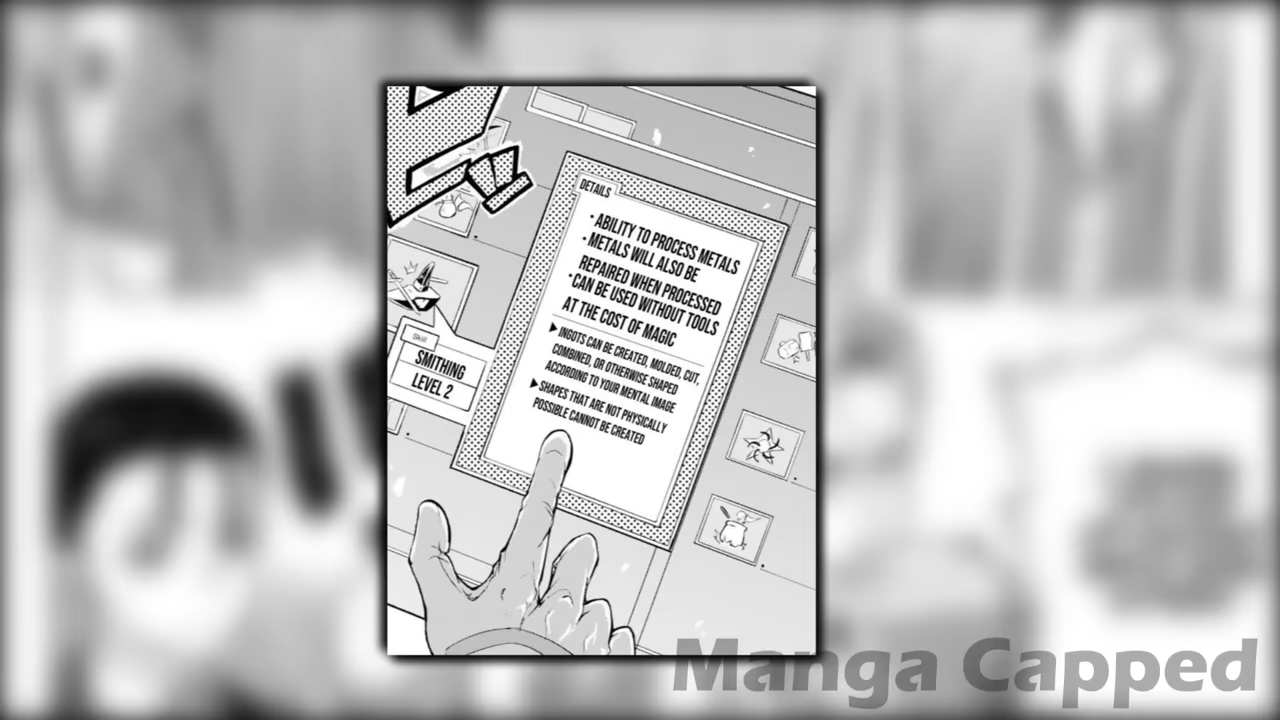 DETAILS
· ABILITY TO PROCESS METALS
· METALS WILL ALSO BE
REPAIRED WHEN PROCESSED
· CAN BE USED WITHOUT TOOLS
AT THE COST OF MAGIC
▶ INGOTS CAN BE CREATED, MOLDED, CUT,
COMBINED, OR OTHERWISE SHAPED
ACCORDING TO YOUR MENTAL IMAGE
▶ SHAPES THAT ARE NOT PHYSICALLY
POSSIBLE CANNOT BE CREATED
SMITHING
LEVEL 2
Manga Capped